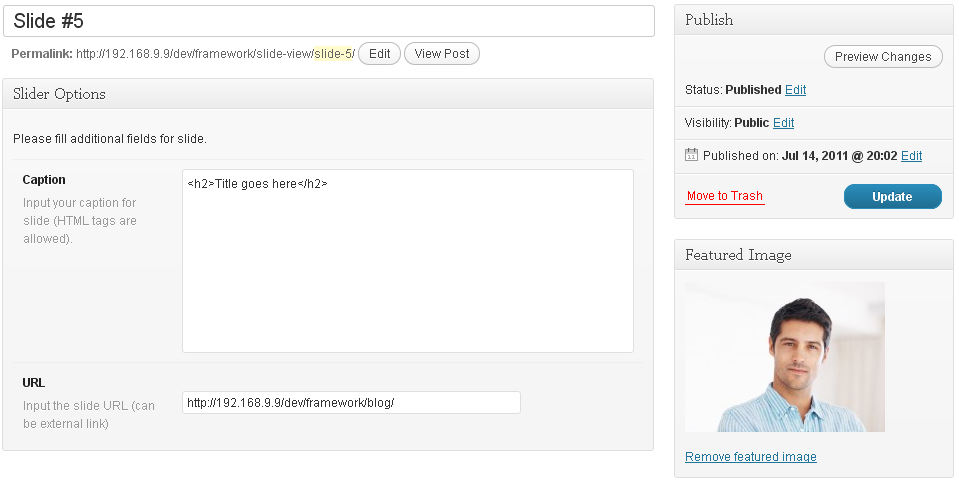 Slide #5
Permalink: http://192.168.9.9/dev/framework/slide-view/slide-5/ Edit View Post
Slider Options
Please fill additional fields for slide.
Caption
Input your caption for
slide (HTML tags are
allowed).
<h2>Title goes here</h2>
URL
Input the slide URL (can
be external link)
http://192.168.9.9/dev/framework/blog/
Publish
Preview Changes
Status: Published Edit
Visibility: Public Edit
11 Published on: Jul 14, 2011 @ 20:02 Edit
Move to Trash Update
Featured Image
Remove featured image